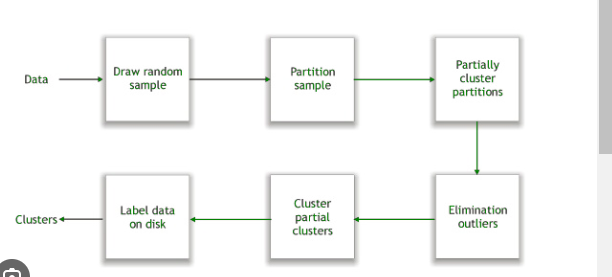 Data
Draw random
sample
Partition
sample
Partially
cluster
partitions
Elimination
outliers
Cluster
partial
clusters
Label data
on disk
Clusters